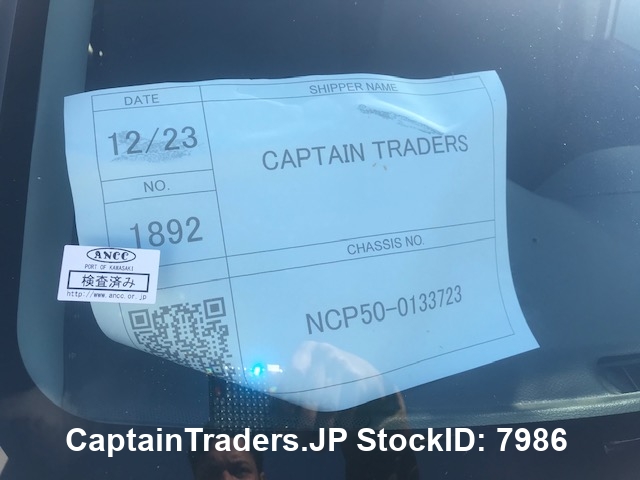 DATE
SHIPPER NAME
12/23
CAPTAIN TRADERS
NO.
1892
CHASSIS NO.
NCP50-0133723
ANCC
PORT OF KAWASAKI
検査済み
http://www.ancc.or.jp
CaptainTraders.JP StockID: 7986